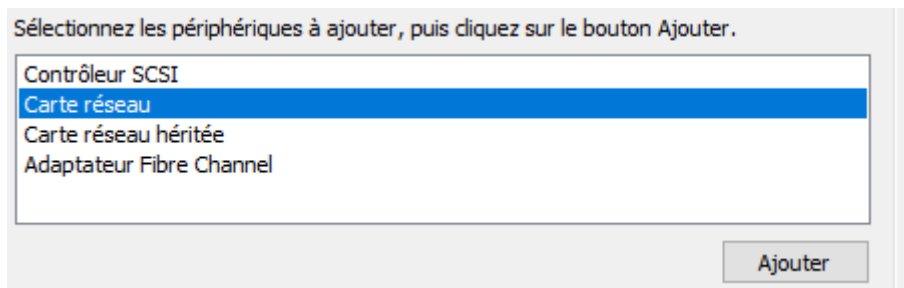 Sélectionnez les périphériques à ajouter, puis cliquez sur le bouton Ajouter.
Contrôleur SCSI
Carte réseau
Carte réseau héritée
Adaptateur Fibre Channel
Ajouter